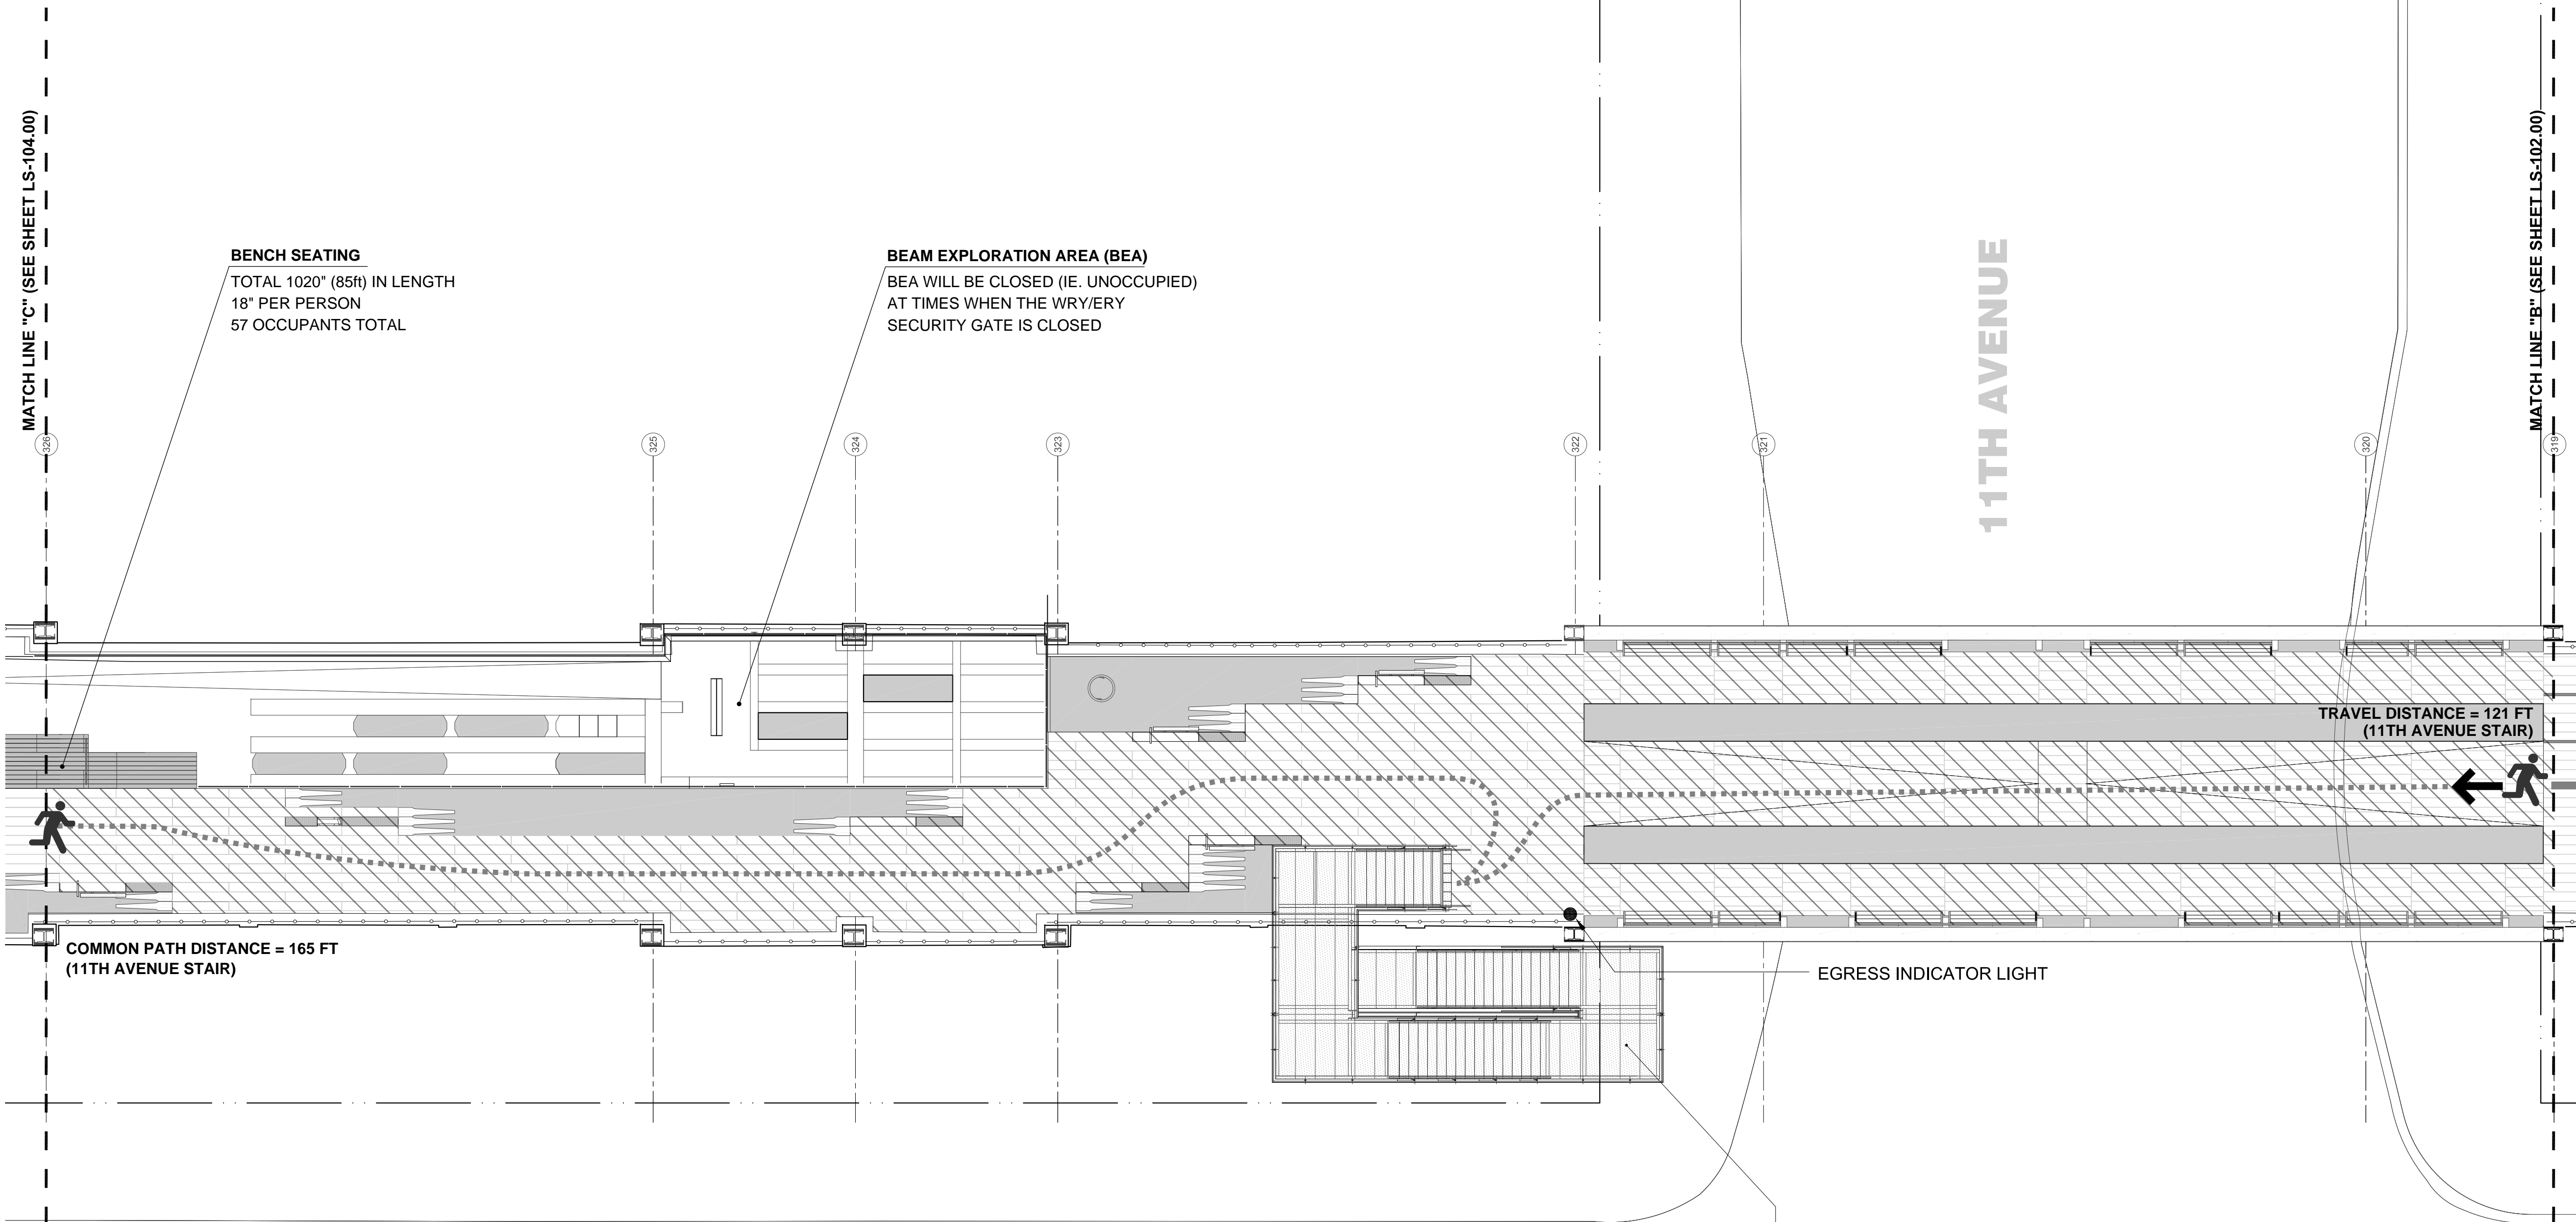 MATCH LINE "C" (SEE SHEET LS-104.00)
BENCH SEATING
TOTAL 1020" (85ft) IN LENGTH
18" PER PERSON
57 OCCUPANTS TOTAL
BEAM EXPLORATION AREA (BEA)
BEA WILL BE CLOSED (IE. UNOCCUPIED)
AT TIMES WHEN THE WRY/ERY
SECURITY GATE IS CLOSED
11TH AVENUE
MATCH LINE "B" (SEE SHEET LS-102.00)
326
325
324
323
322
321
320
319
TRAVEL DISTANCE = 121 FT
(11TH AVENUE STAIR)
COMMON PATH DISTANCE = 165 FT
(11TH AVENUE STAIR)
EGRESS INDICATOR LIGHT